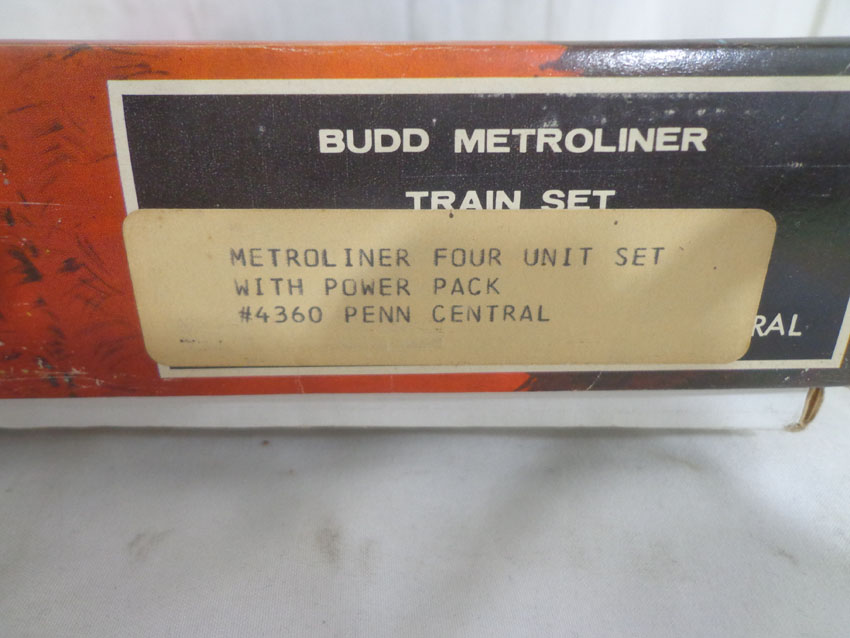 BUDD METROLINER
TRAIN SET
METROLINER FOUR UNIT SET
WITH POWER PACK
#4360 PENN CENTRAL
RAL